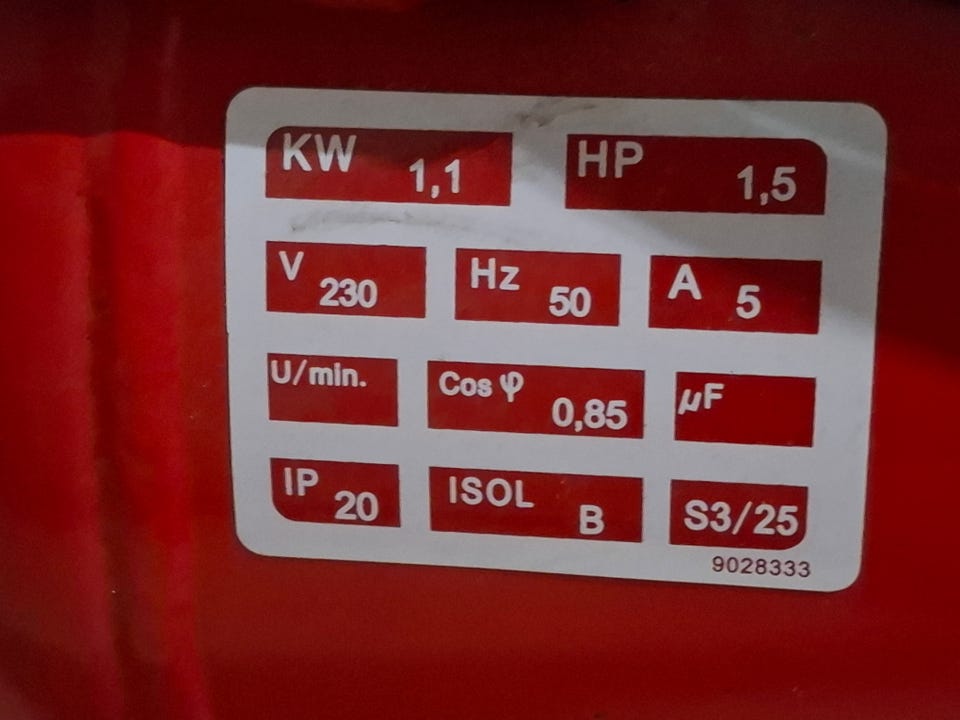 KW 1,1 HP 1,5
V 230 Hz 50 A 5
U/min. Cos φ 0,85 µF
IP 20 ISOL B S3/25
9028333